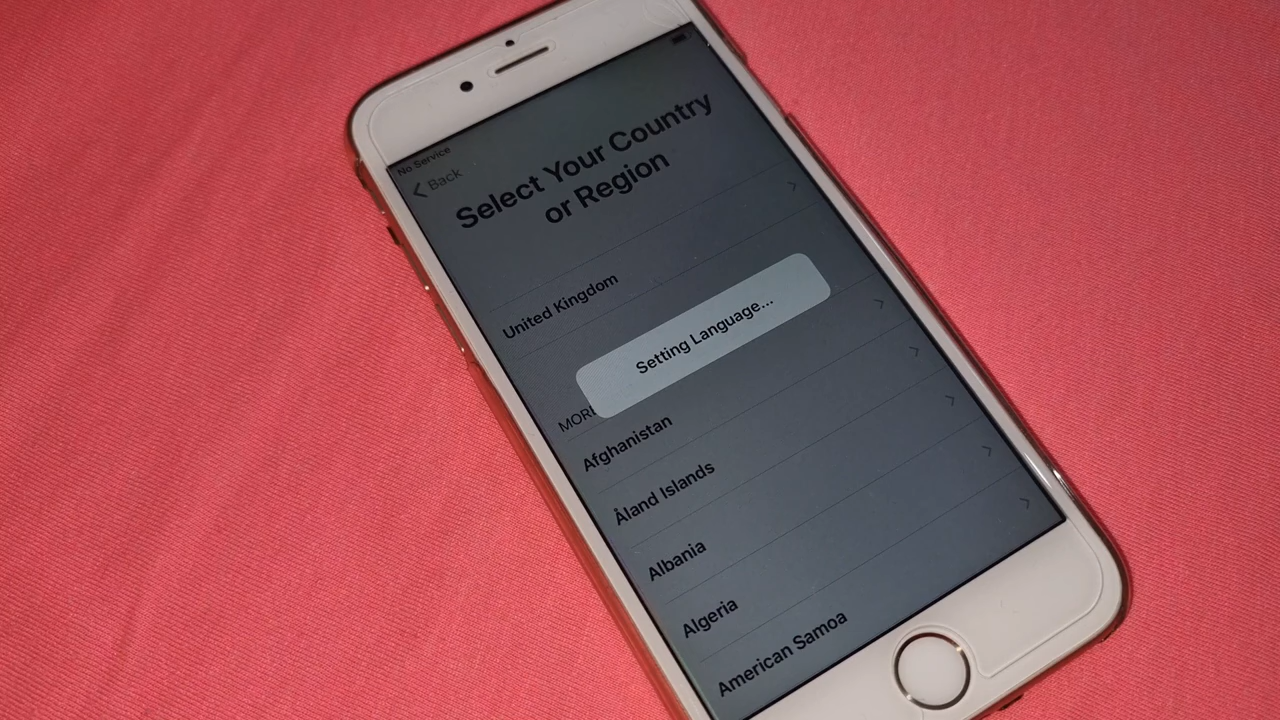 No Service
Back
Select Your Country
or Region
United Kingdom
Setting Language...
Afghanistan
Åland Islands
Albania
Algeria
American Samoa